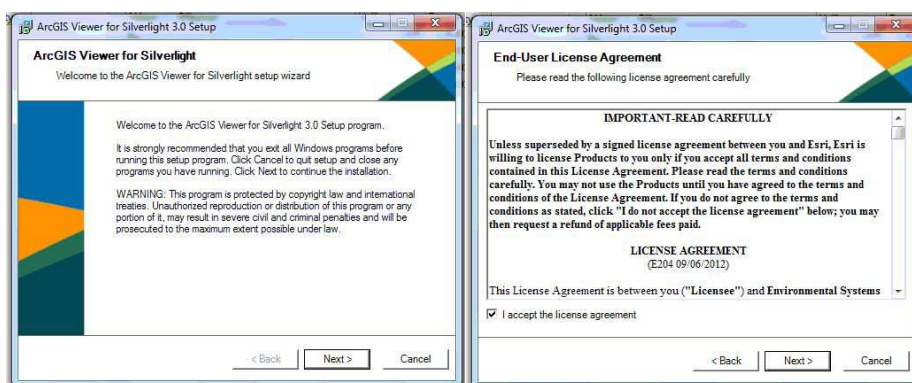 ArcGIS Viewer for Silverlight 3.0 Setup
ArcGIS Viewer for Silverlight
Welcome to the ArcGIS Viewer for Silverlight setup wizard
Welcome to the ArcGIS Viewer for Silverlight 3.0 Setup program.
It is strongly recommended that you exit all Windows programs before
running this setup program. Click Cancel to quit setup and close any
programs you have running. Click Next to continue the installation.
WARNING: This program is protected by copyright law and international
treaties. Unauthorized reproduction or distribution of this program or any
portion of it, may result in severe civil and criminal penalties and will be
prosecuted to the maximum extent possible under law.
< Back
Next >
Cancel
ArcGIS Viewer for Silverlight 3.0 Setup
End-User License Agreement
Please read the following license agreement carefully
IMPORTANT-READ CAREFULLY
Unless superseded by a signed license agreement between you and Esri, Esri is
willing to license Products to you only if you accept all terms and conditions
contained in this License Agreement. Please read the terms and conditions
carefully. You may not use the Products until you have agreed to the terms and
conditions of the License Agreement. If you do not agree to the terms and
conditions as stated, click "I do not accept the license agreement" below; you may
then request a refund of applicable fees paid.
LICENSE AGREEMENT
(E204 09/06/2012)
This License Agreement is between you ("Licensee") and Environmental Systems
I accept the license agreement
< Back
Next >
Cancel